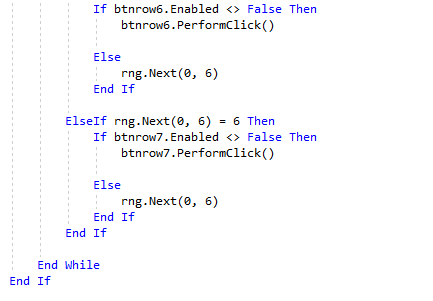 If btnrow6.Enabled <> False Then
btnrow6.PerformClick()
Else
rng.Next(0, 6)
End If
ElseIf rng.Next(0, 6) = 6 Then
If btnrow7.Enabled <> False Then
btnrow7.PerformClick()
Else
rng.Next(0, 6)
End If
End If
End While
End If